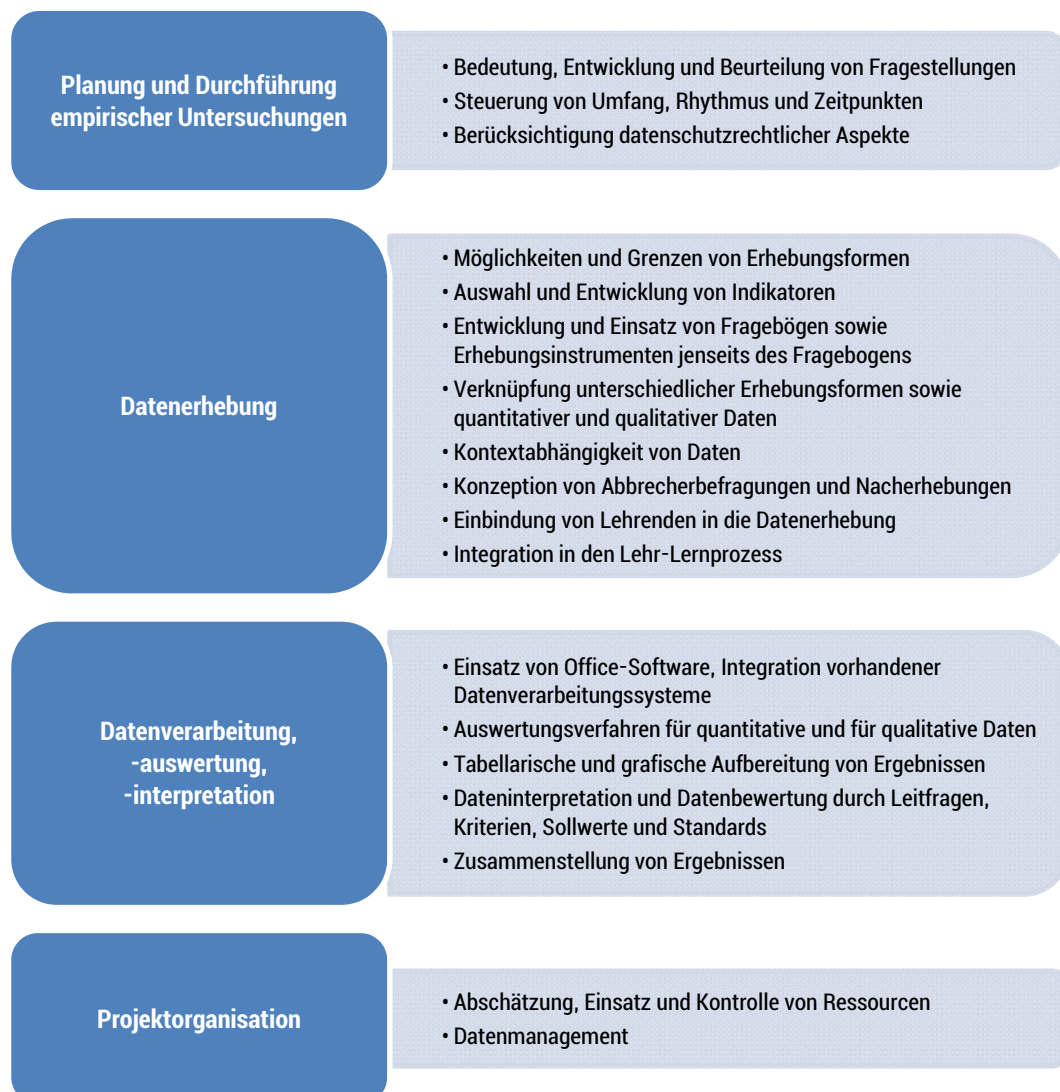 Planung und Durchführung
empirischer Untersuchungen
• Bedeutung, Entwicklung und Beurteilung von Fragestellungen
• Steuerung von Umfang, Rhythmus und Zeitpunkten
• Berücksichtigung datenschutzrechtlicher Aspekte
Datenerhebung
• Möglichkeiten und Grenzen von Erhebungsformen
• Auswahl und Entwicklung von Indikatoren
• Entwicklung und Einsatz von Fragebögen sowie
Erhebungsinstrumenten jenseits des Fragebogens
• Verknüpfung unterschiedlicher Erhebungsformen sowie
quantitativer und qualitativer Daten
• Kontextabhängigkeit von Daten
• Konzeption von Abbrecherbefragungen und Nacherhebungen
• Einbindung von Lehrenden in die Datenerhebung
• Integration in den Lehr-Lernprozess
Datenverarbeitung,
-auswertung,
-interpretation
• Einsatz von Office-Software, Integration vorhandener
Datenverarbeitungssysteme
• Auswertungsverfahren für quantitative und für qualitative Daten
• Tabellarische und grafische Aufbereitung von Ergebnissen
• Dateninterpretation und Datenbewertung durch Leitfragen,
Kriterien, Sollwerte und Standards
• Zusammenstellung von Ergebnissen
Projektorganisation
• Abschätzung, Einsatz und Kontrolle von Ressourcen
• Datenmanagement